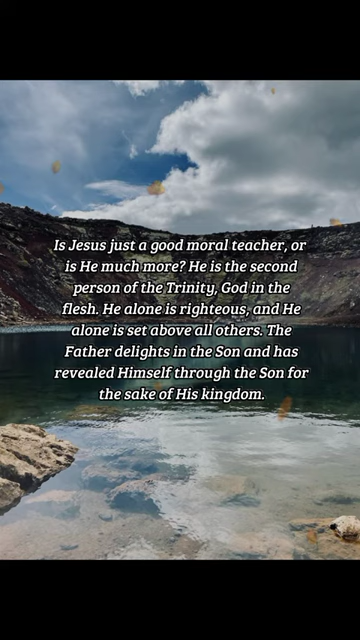 Is Jesus just a good moral teacher, or
is He much more? He is the second
person of the Trinity, God in the
flesh. He alone is righteous, and He
alone is set above all others. The
Father delights in the Son and has
revealed Himself through the Son for
the sake of His kingdom.